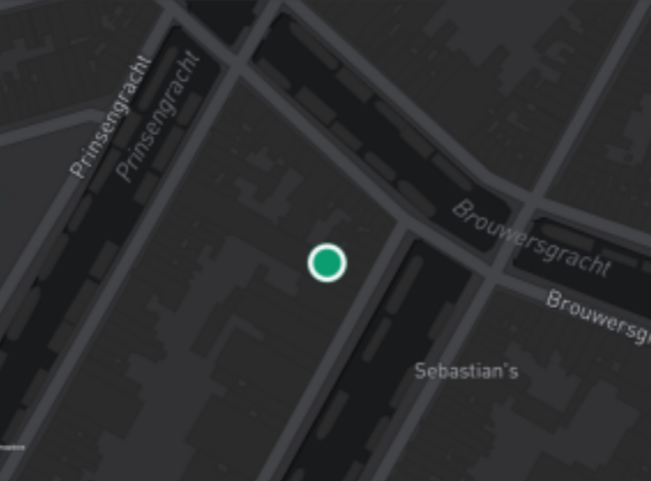 Prinsengracht
Prinsengracht
Brouwersgracht
Brouwersgr
Sebastian's